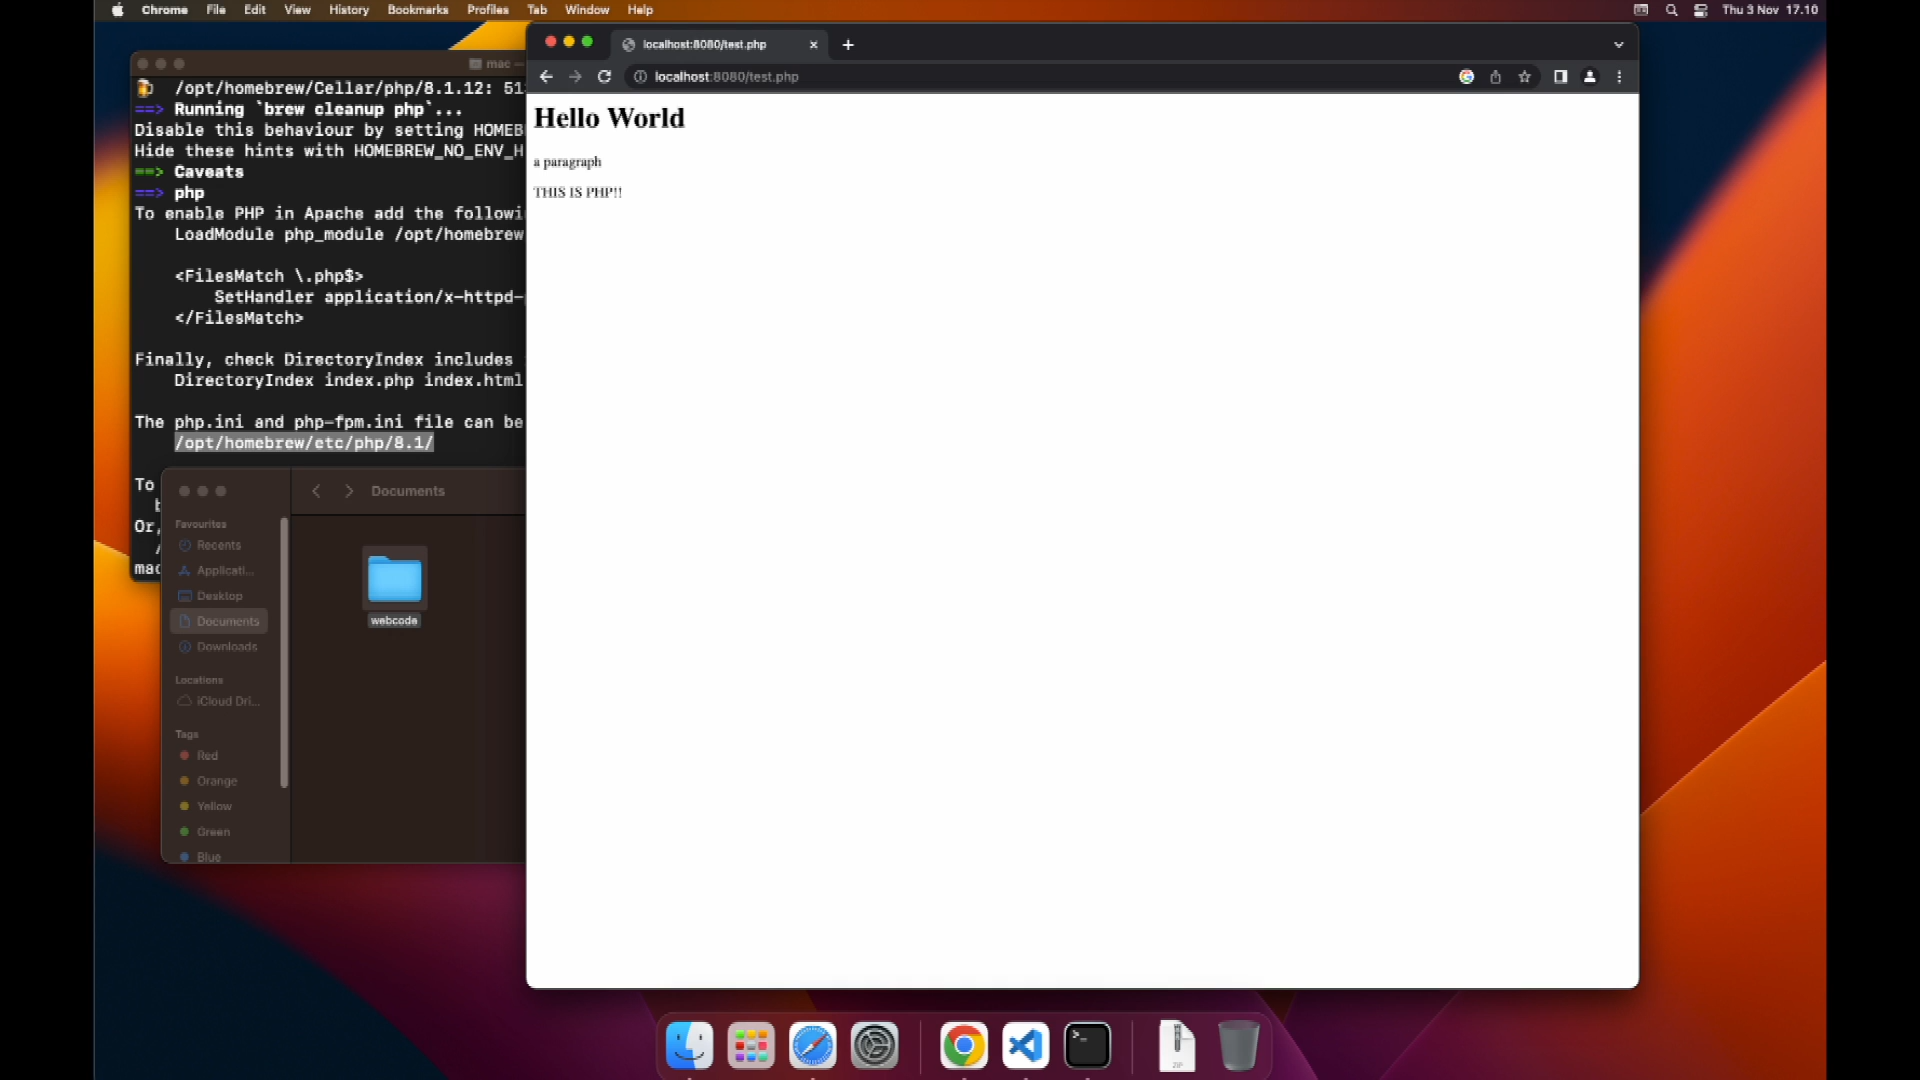 Chrome File Edit View History Bookmarks Profiles Tab Window Help
Thu 3 Nov 17.10
mac —
/opt/homebrew/Cellar/php/8.1.12: 51
==> Running `brew cleanup php`...
Disable this behaviour by setting HOMEB
Hide these hints with HOMEBREW_NO_ENV_H
==> Caveats
==> php
To enable PHP in Apache add the followi
LoadModule php_module /opt/homebrew
<FilesMatch \.php$>
SetHandler application/x-httpd-
</FilesMatch>
Finally, check DirectoryIndex includes
DirectoryIndex index.php index.html
The php.ini and php-fpm.ini file can be
/opt/homebrew/etc/php/8.1/
To
Or,
mac
Documents
Favourites
Recents
Applicati...
Desktop
Documents
Downloads
Locations
iCloud Dri...
Tags
Red
Orange
Yellow
Green
Blue
webcode
localhost:8080/test.php
localhost:8080/test.php
Hello World
a paragraph
THIS IS PHP!!
ZIP